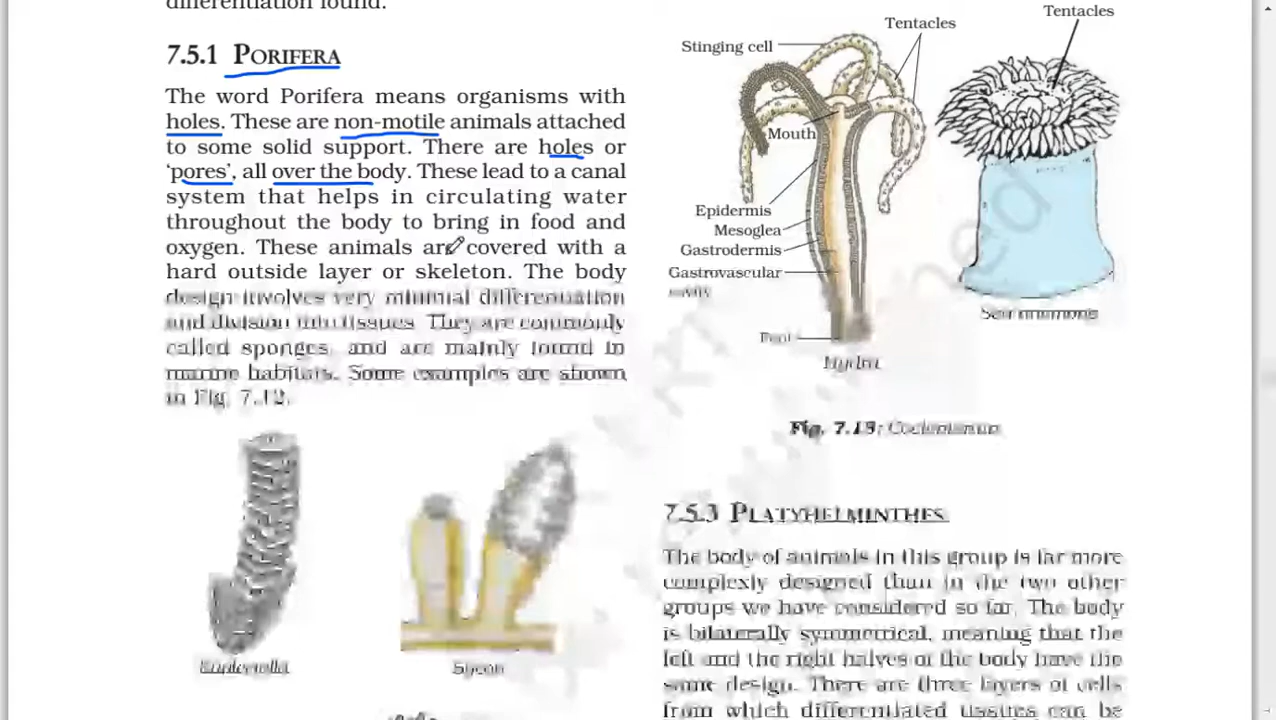 differentiation found.
7.5.1 PORIFERA
The word Porifera means organisms with
holes. These are non-motile animals attached
to some solid support. There are holes or
‘pores’, all over the body. These lead to a canal
system that helps in circulating water
throughout the body to bring in food and
oxygen. These animals are covered with a
hard outside layer or skeleton. The body
design involves very minimal differentiation
and division into tissues. They are commonly
called sponges, and are mainly found in
marine habitats. Some examples are shown
in Fig. 7.12.
Euplectella
Sycon
Tentacles
Tentacles
Stinging cell
Mouth
Epidermis
Mesoglea
Gastrodermis
Gastrovascular
cavity
Foot
Hydra
Sea anemone
Fig. 7.13: Coelenterata
7.5.3 PLATYHELMINTHES
The body of animals in this group is far more
complexly designed than in the two other
groups we have considered so far. The body
is bilaterally symmetrical, meaning that the
left and the right halves of the body have the
same design. There are three layers of cells
from which differentiated tissues can be